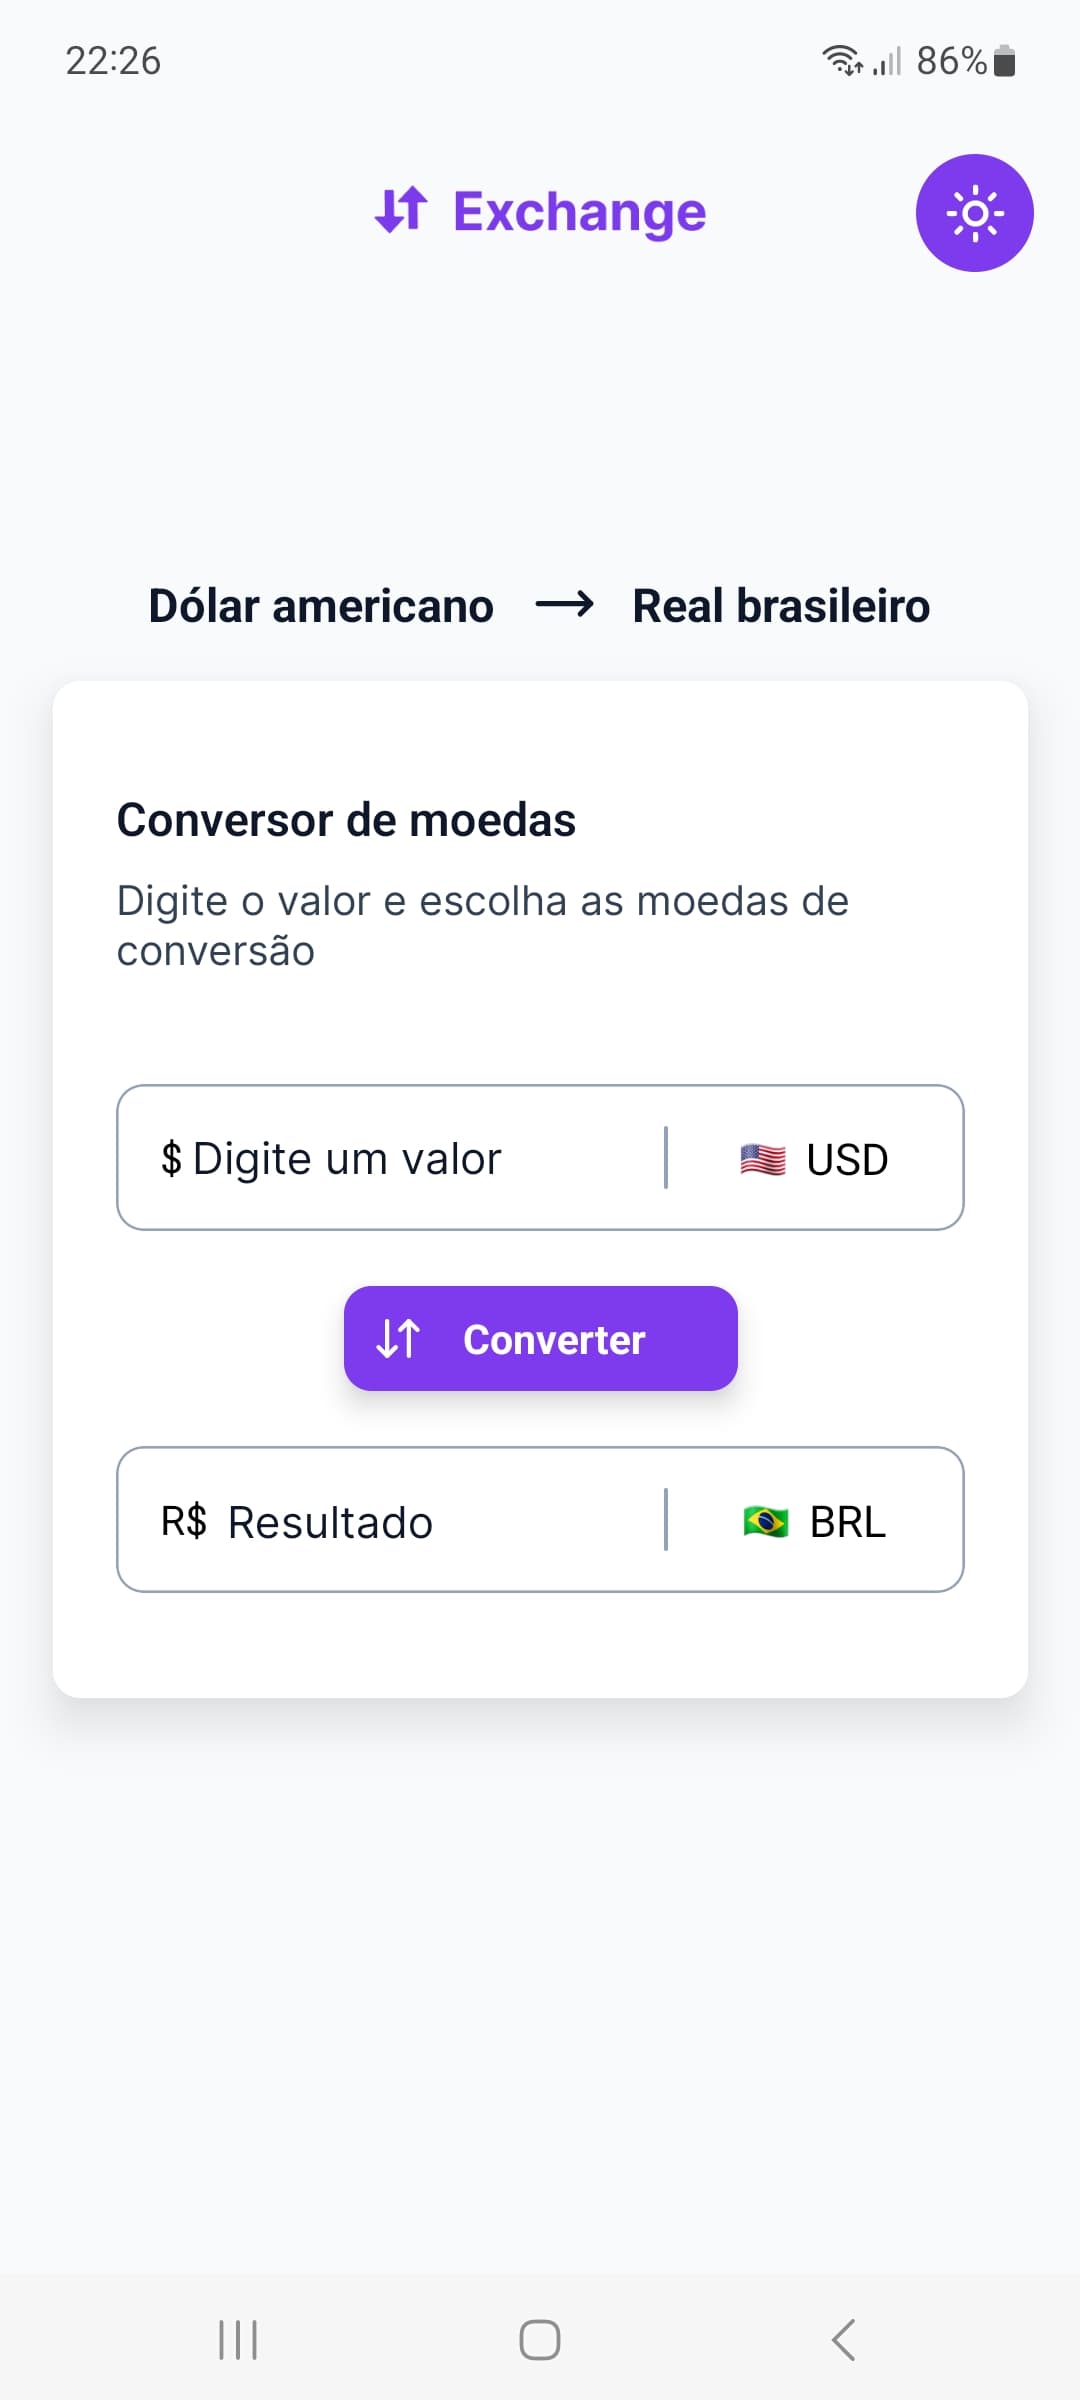 22:26 86%
Exchange
Dólar americano → Real brasileiro
Conversor de moedas
Digite o valor e escolha as moedas de
conversão
$ Digite um valor | USD
Converter
R$ Resultado | BRL